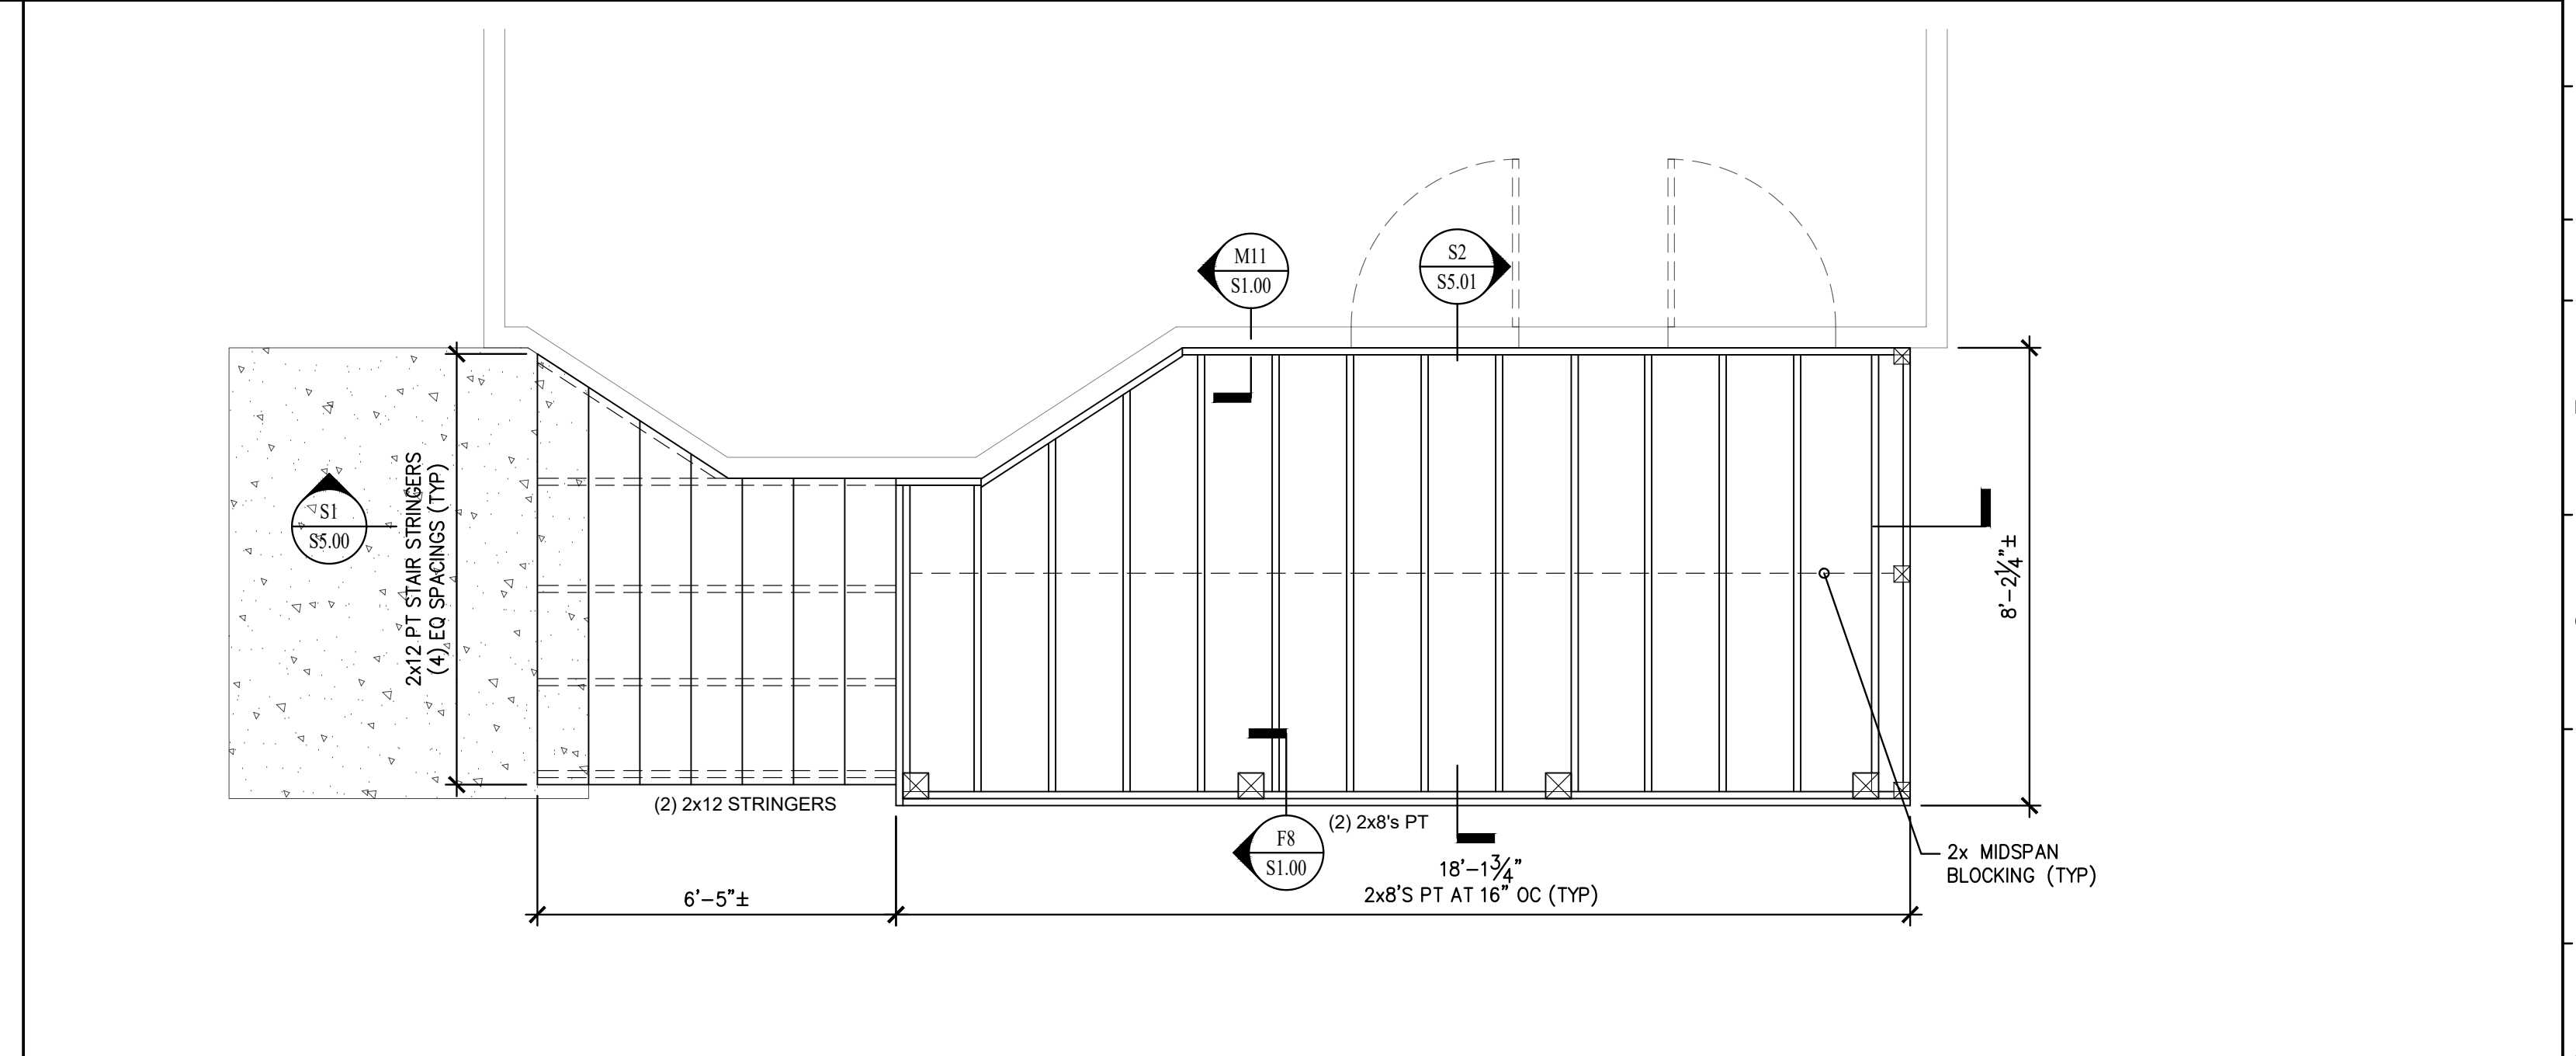 M11
S1.00
S2
S5.01
S1
S5.00
2x12 PT STAIR STRINGERS
(4) EQ SPACINGS (TYP)
8'-2¼"±
(2) 2x12 STRINGERS
(2) 2x8's PT
F8
S1.00
18'-1¾"
2x8'S PT AT 16" OC (TYP)
6'-5"±
2x MIDSPAN
BLOCKING (TYP)